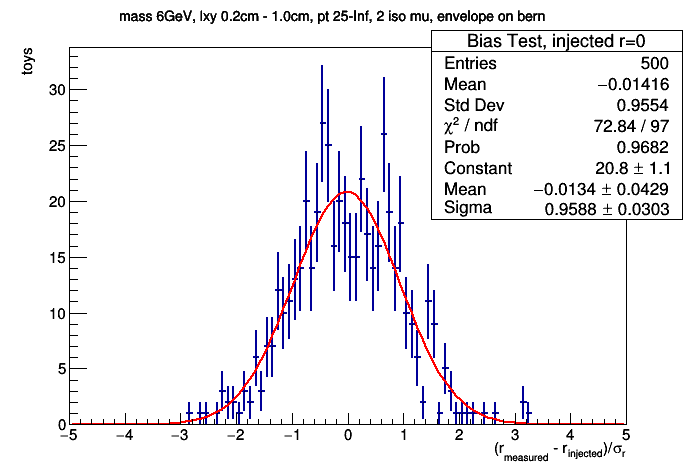 mass 6GeV, lxy 0.2cm - 1.0cm, pt 25-Inf, 2 iso mu, envelope on bern
toys
Bias Test, injected r=0
Entries 500
Mean −0.01416
Std Dev 0.9554
χ² / ndf 72.84 / 97
Prob 0.9682
Constant 20.8 ± 1.1
Mean −0.0134 ± 0.0429
Sigma 0.9588 ± 0.0303
30
25
20
15
10
5
0
−5 −4 −3 −2 −1 0 1 2 3 4 5
(r_measured - r_injected)/σ_r